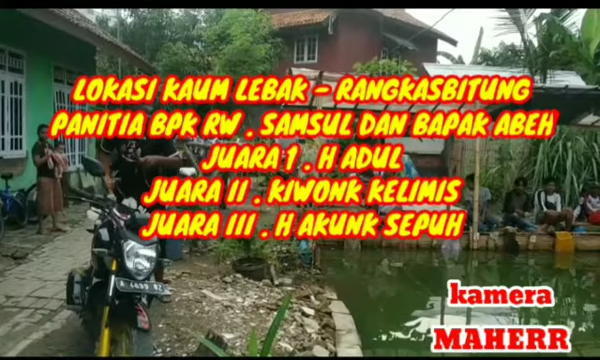 LOKASI KAUM LEBAK - RANGKASBITUNG
PANITIA BPK RW . SAMSUL DAN BAPAK ABEH
JUARA 1 . H ADUL
JUARA II . KIWONK KELIMIS
JUARA III . H AKUNK SEPUH
A 4699
kamera
MAHERR